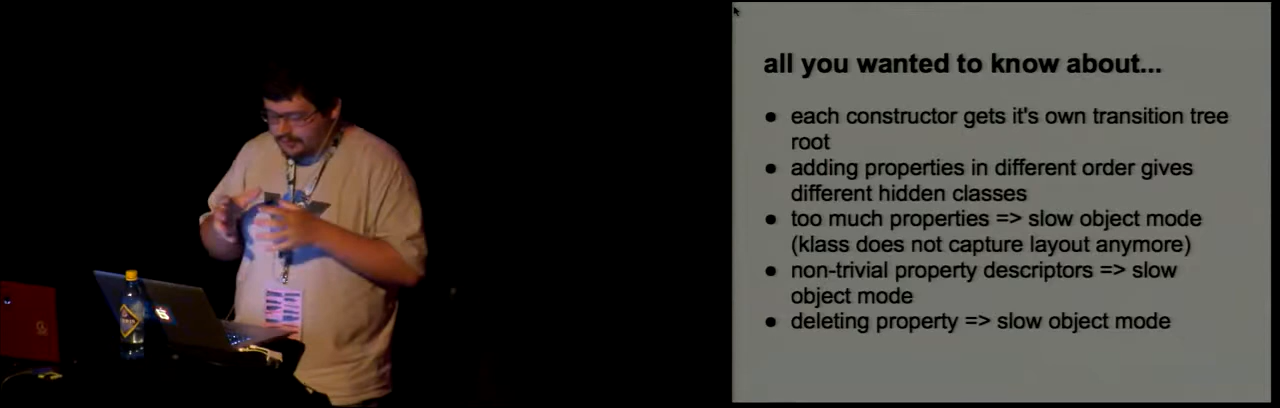 all you wanted to know about...
● each constructor gets it's own transition tree
root
● adding properties in different order gives
different hidden classes
● too much properties => slow object mode
(klass does not capture layout anymore)
● non-trivial property descriptors => slow
object mode
● deleting property => slow object mode